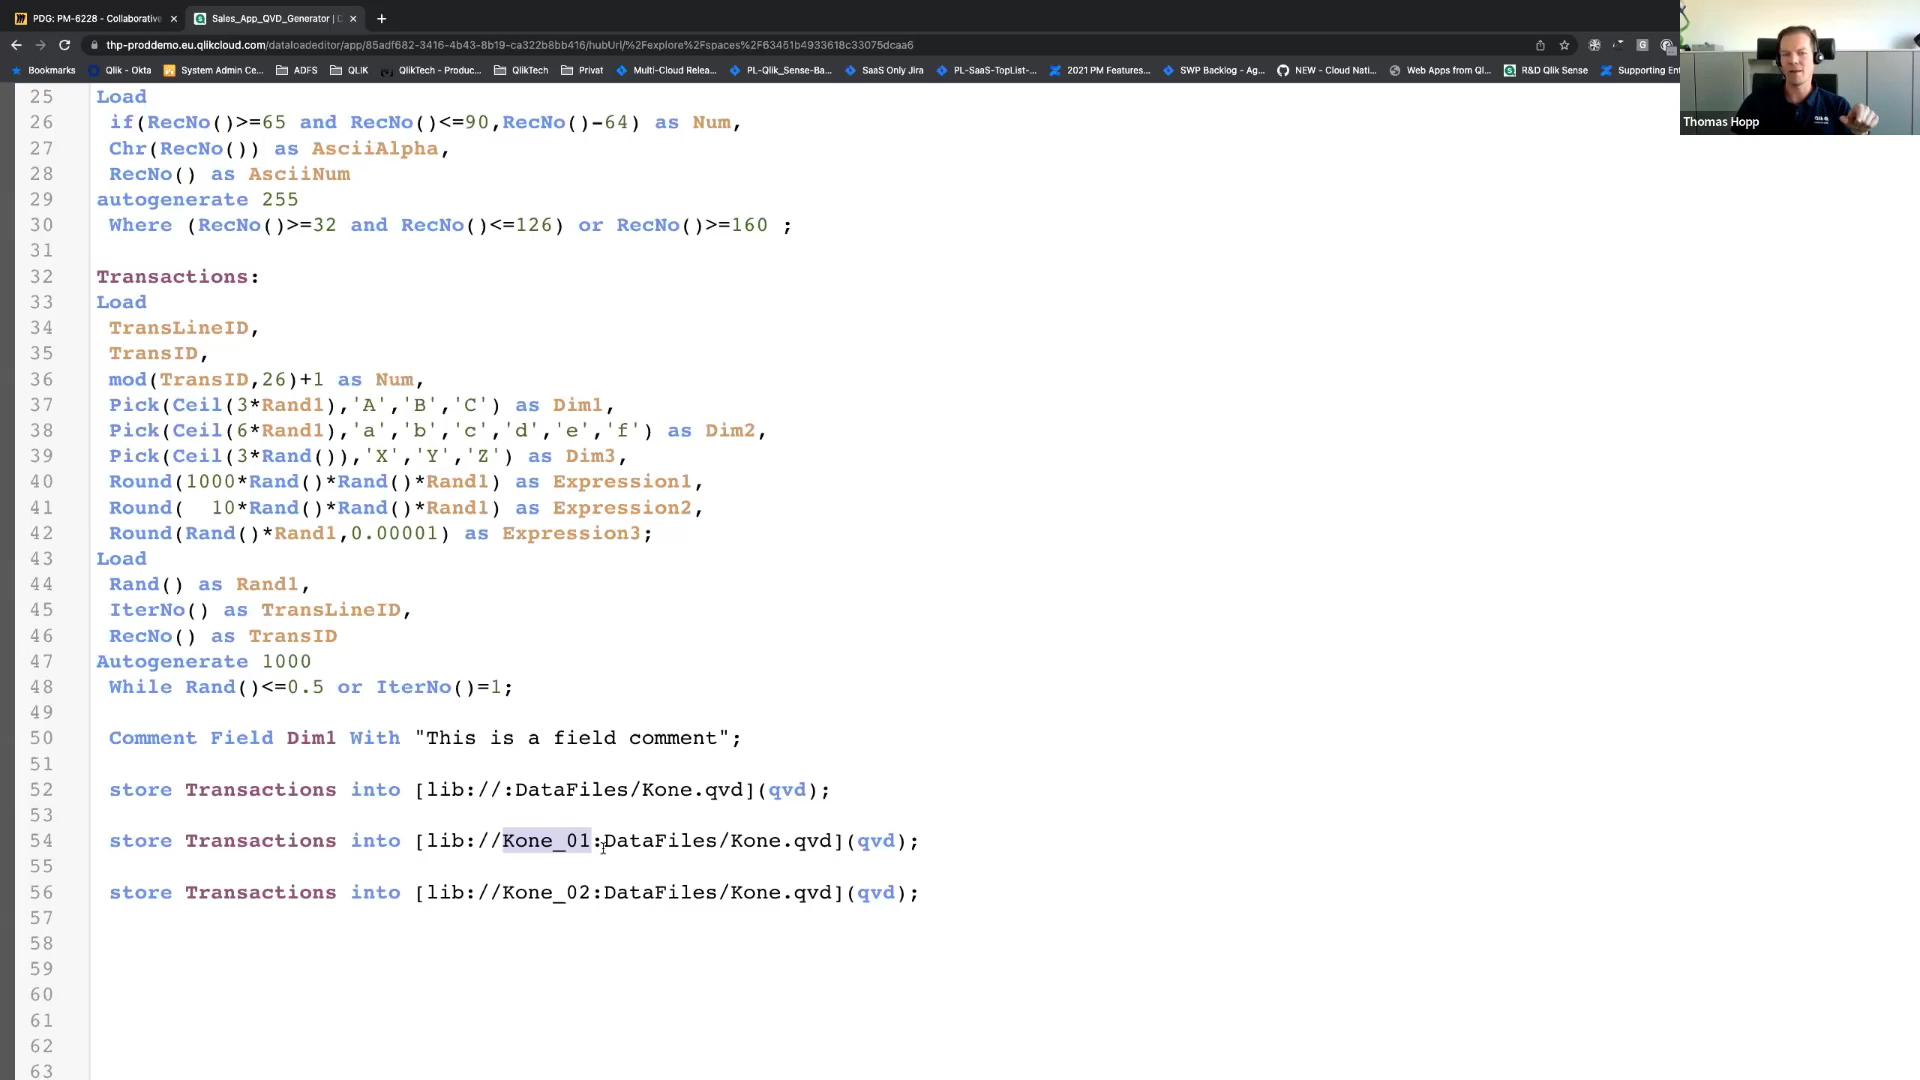 PDG: PM-6228 - Collaborative
Sales_App_QVD_Generator | D
thp-proddemo.eu.qlikcloud.com/dataloadeditor/app/85adf682-3416-4b43-8b19-ca322b8bb416/hubUrl/%2Fexplore%2Fspaces%2F63451b4933618c33075dcaa6
Bookmarks
Qlik - Okta
System Admin Ce...
ADFS
QLIK
QlikTech - Produc...
QlikTech
Privat
Multi-Cloud Relea...
PL-Qlik_Sense-Ba...
SaaS Only Jira
PL-SaaS-TopList-...
2021 PM Features...
SWP Backlog - Ag...
NEW - Cloud Nati...
Web Apps from Ql...
R&D Qlik Sense
Supporting Ent
Thomas Hopp
25 Load
26 if(RecNo()>=65 and RecNo()<=90,RecNo()-64) as Num,
27 Chr(RecNo()) as AsciiAlpha,
28 RecNo() as AsciiNum
29 autogenerate 255
30 Where (RecNo()>=32 and RecNo()<=126) or RecNo()>=160 ;
31
32 Transactions:
33 Load
34 TransLineID,
35 TransID,
36 mod(TransID,26)+1 as Num,
37 Pick(Ceil(3*Rand1),'A','B','C') as Dim1,
38 Pick(Ceil(6*Rand1),'a','b','c','d','e','f') as Dim2,
39 Pick(Ceil(3*Rand()),'X','Y','Z') as Dim3,
40 Round(1000*Rand()*Rand()*Rand1) as Expression1,
41 Round(  10*Rand()*Rand()*Rand1) as Expression2,
42 Round(Rand()*Rand1,0.00001) as Expression3;
43 Load
44 Rand() as Rand1,
45 IterNo() as TransLineID,
46 RecNo() as TransID
47 Autogenerate 1000
48 While Rand()<=0.5 or IterNo()=1;
49
50 Comment Field Dim1 With "This is a field comment";
51
52 store Transactions into [lib://:DataFiles/Kone.qvd](qvd);
53
54 store Transactions into [lib://Kone_01:DataFiles/Kone.qvd](qvd);
55
56 store Transactions into [lib://Kone_02:DataFiles/Kone.qvd](qvd);
57
58
59
60
61
62
63